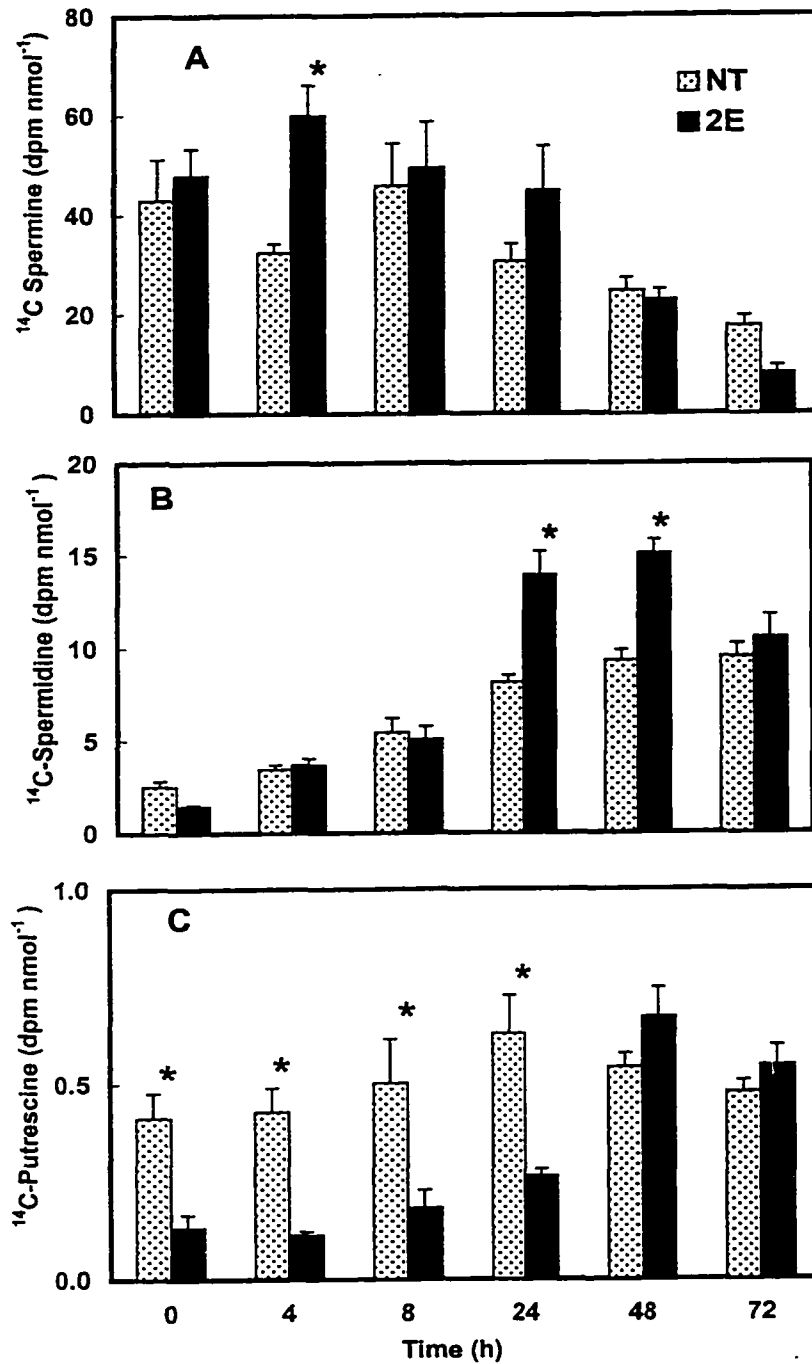 80
60
40
20
0
¹⁴C Spermine (dpm nmol⁻¹)
A
*
NT
2E
20
15
10
5
0
¹⁴C-Spermidine (dpm nmol⁻¹)
B
*
*
1.0
0.5
0.0
¹⁴C-Putrescine (dpm nmol⁻¹)
C
*
*
*
*
0 4 8 24 48 72
Time (h)